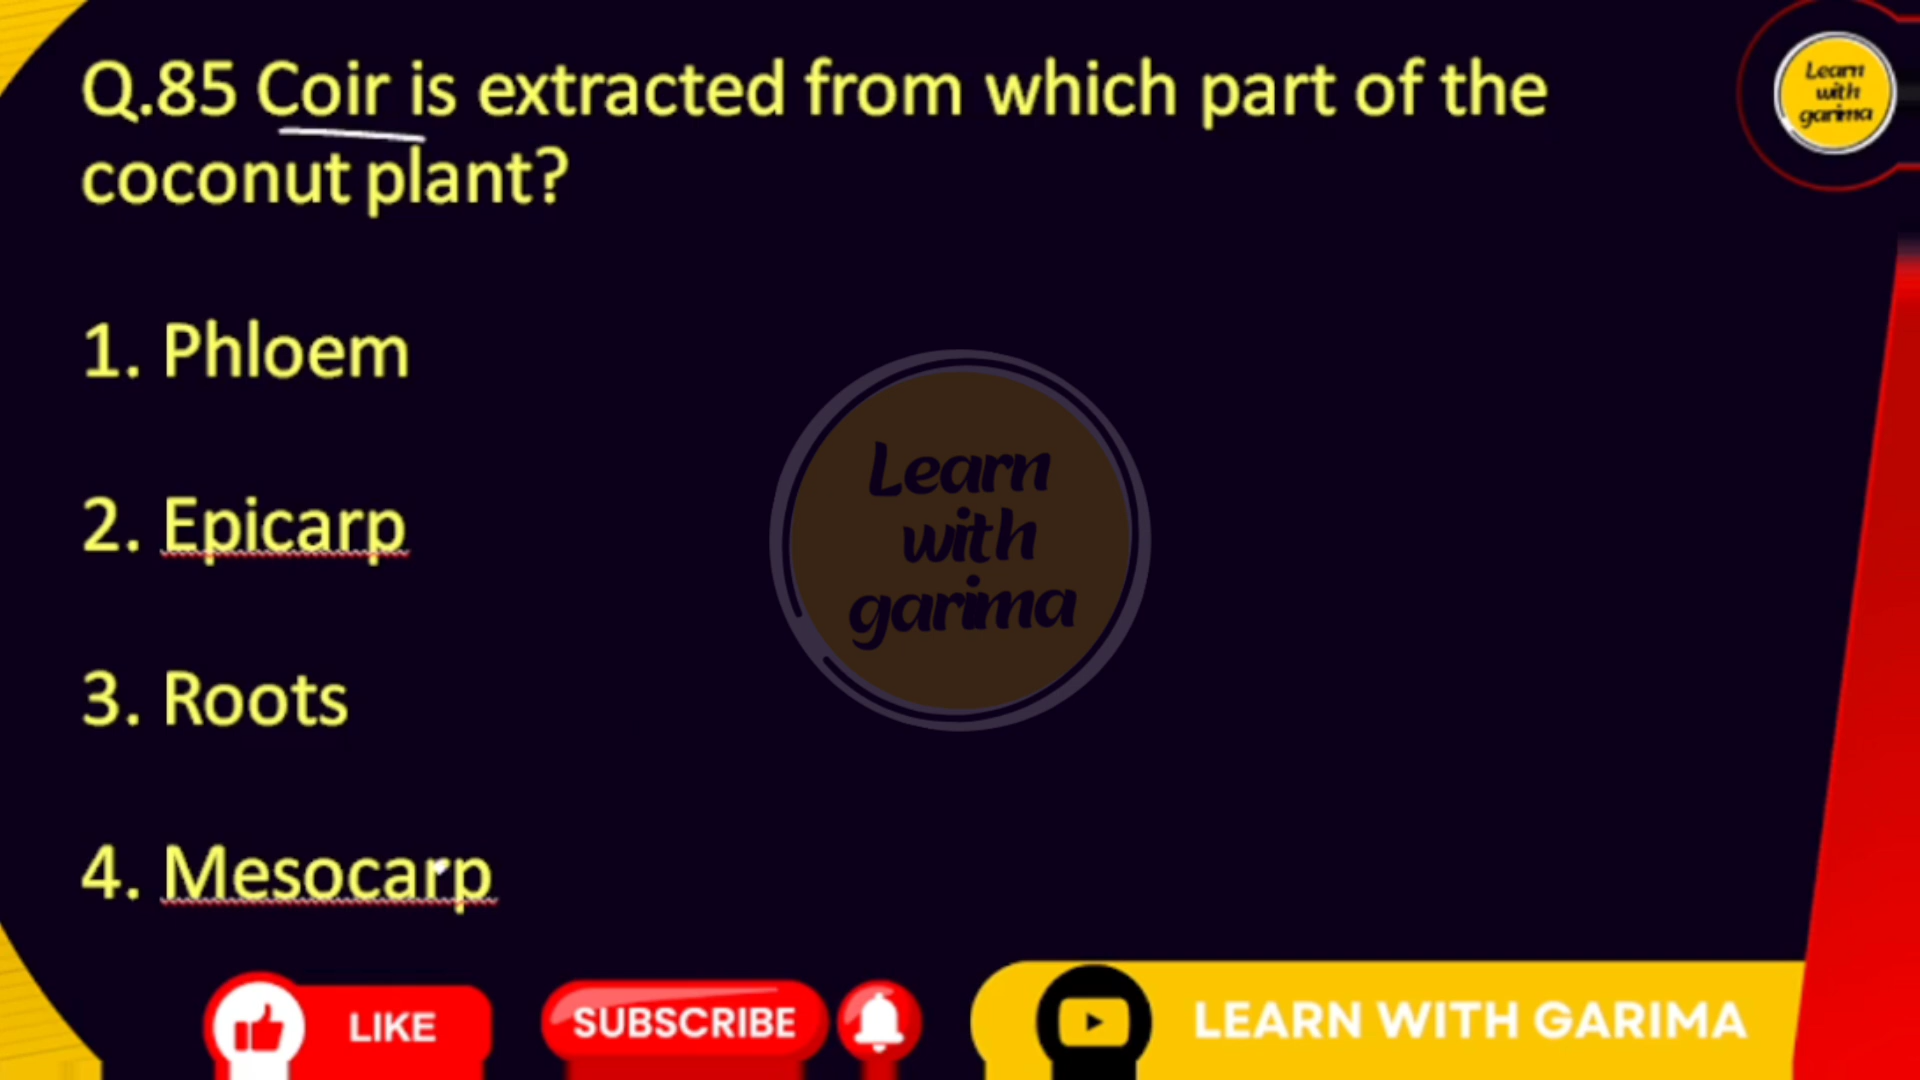 Q.85 Coir is extracted from which part of the
coconut plant?
Learn
with
garima
1. Phloem
2. Epicarp
3. Roots
4. Mesocarp
Learn
with
garima
LIKE
SUBSCRIBE
LEARN WITH GARIMA